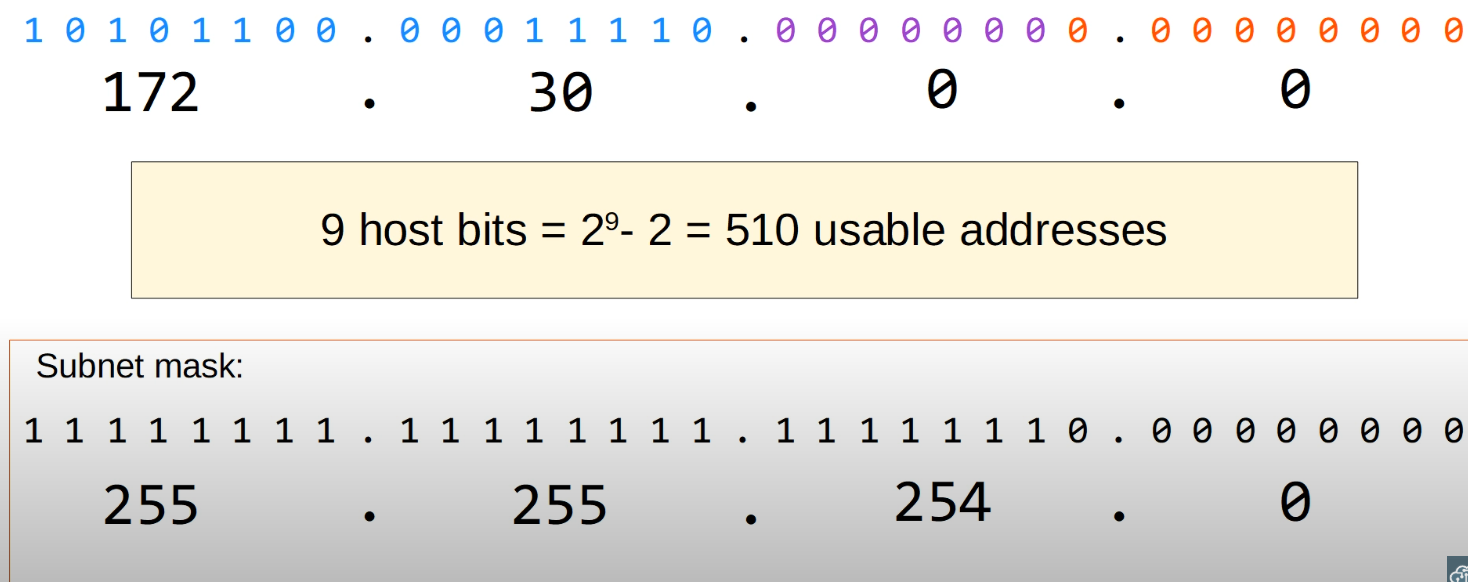 1 0 1 0 1 1 0 0 . 0 0 0 1 1 1 1 0 . 0 0 0 0 0 0 0 0 . 0 0 0 0 0 0 0 0
172 . 30 . 0 . 0
9 host bits = 2⁹- 2 = 510 usable addresses
Subnet mask:
1 1 1 1 1 1 1 1 . 1 1 1 1 1 1 1 1 . 1 1 1 1 1 1 1 0 . 0 0 0 0 0 0 0 0
255 . 255 . 254 . 0